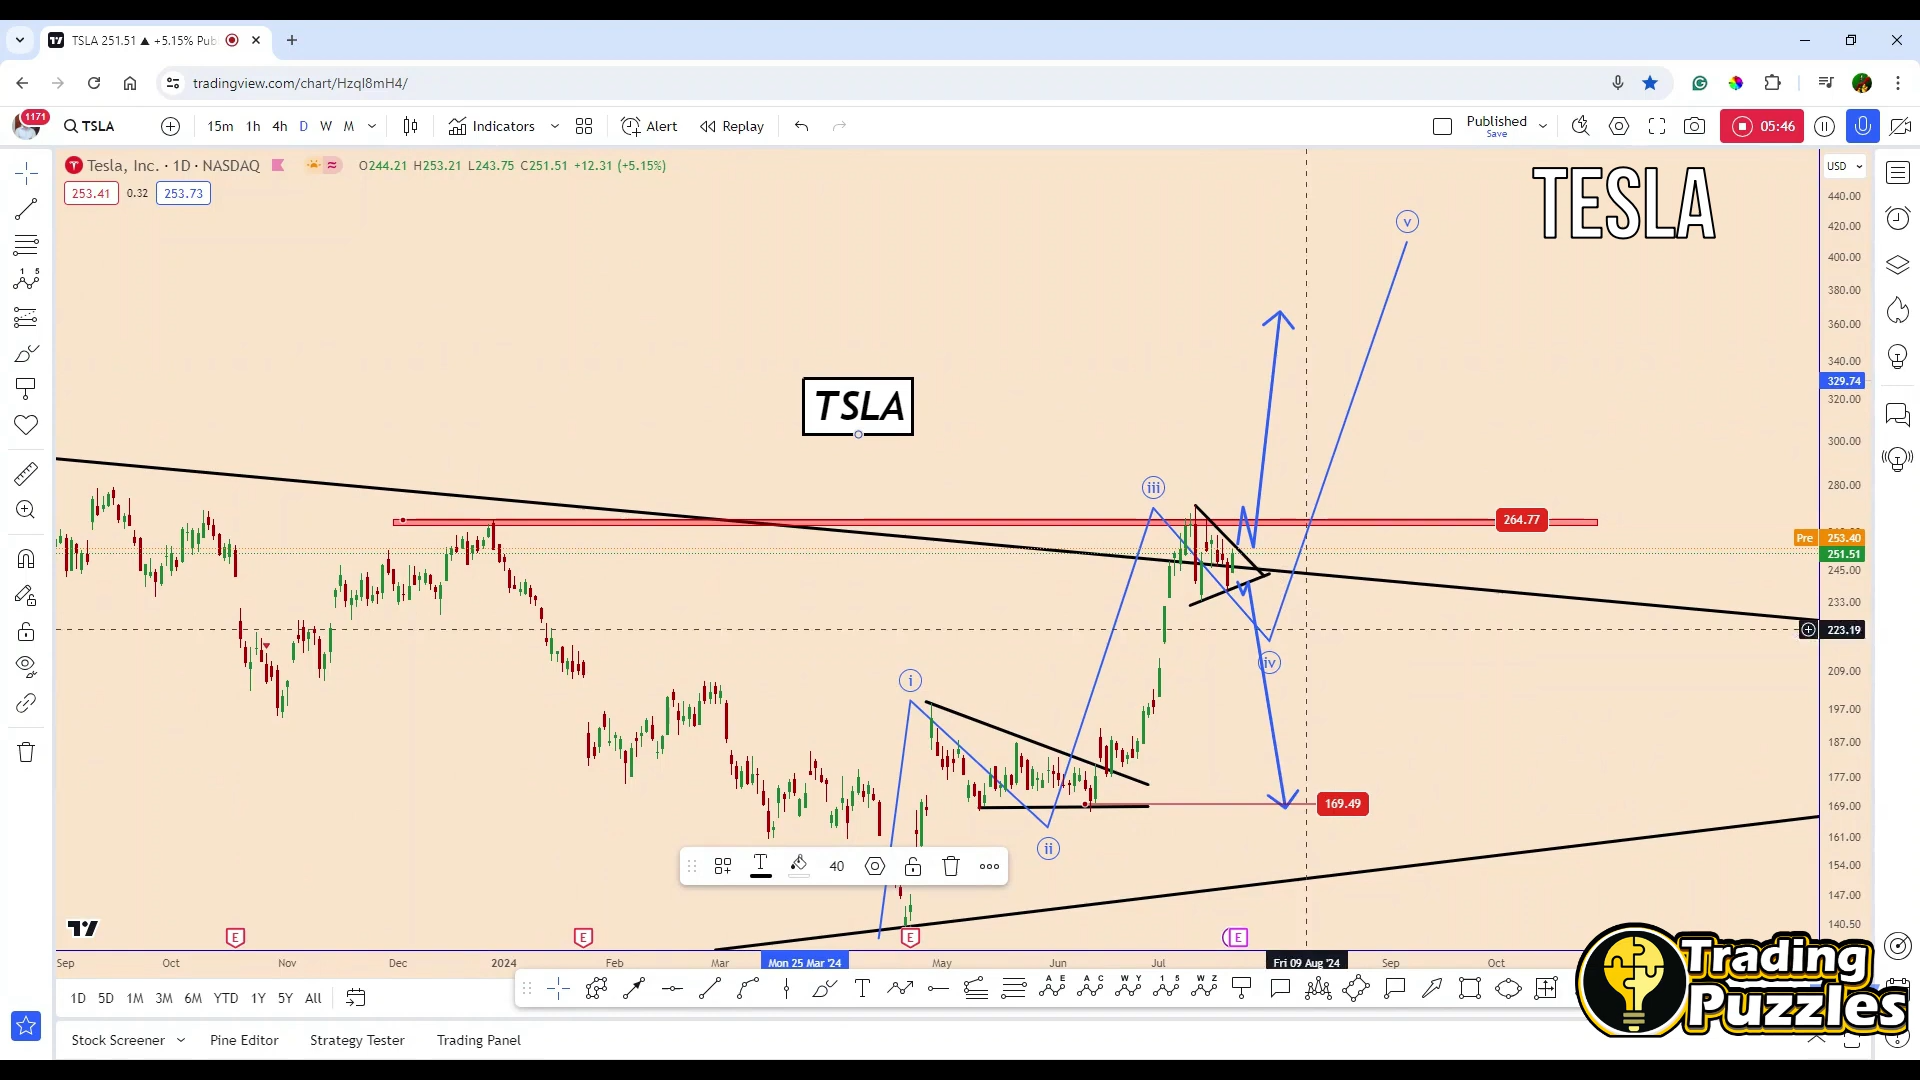 TSLA 251.51 ▲ +5.15% Pub
tradingview.com/chart/HzqI8mH4/
1171
TSLA
15m 1h 4h D W M
Indicators
Alert
Replay
Published
Save
05:46
Tesla, Inc. · 1D · NASDAQ
O244.21 H253.21 L243.75 C251.51 +12.31 (+5.15%)
253.41 0.32 253.73
USD
TESLA
TSLA
440.00
420.00
400.00
380.00
360.00
340.00
329.74
320.00
300.00
280.00
264.77
Pre 253.40
251.51
245.00
233.00
223.19
209.00
197.00
187.00
177.00
169.00
161.00
154.00
147.00
140.50
v
iii
iv
i
ii
169.49
40
E E E E
Sep Oct Nov Dec 2024 Feb Mar Mon 25 Mar '24 May Jun Jul Fri 09 Aug '24 Sep Oct
1D 5D 1M 3M 6M YTD 1Y 5Y All
A E A C W Y 1 5 W Z
Stock Screener Pine Editor Strategy Tester Trading Panel
Trading
Puzzles